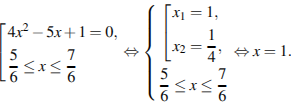 [4x² − 5x + 1 = 0, 5/6 ≤ x ≤ 7/6 ⇔ { [x₁ = 1, x₂ = 1/4, 5/6 ≤ x ≤ 7/6 ⇔ x = 1.